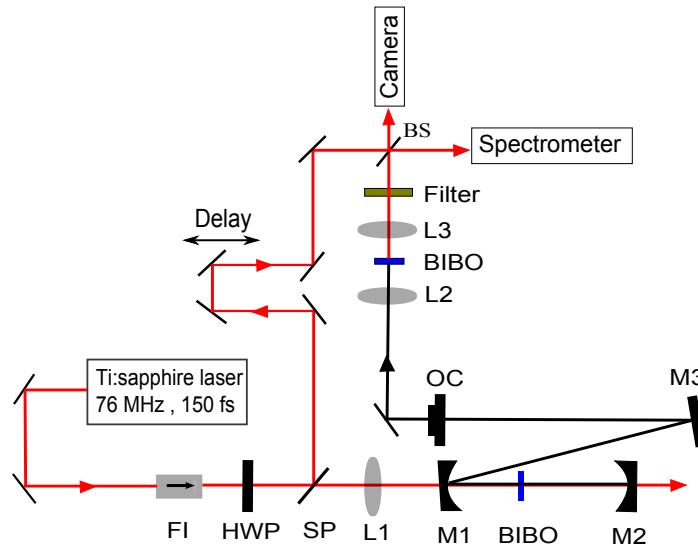 Camera
BS
Spectrometer
Filter
Delay
L3
BIBO
L2
Ti:sapphire laser
76 MHz , 150 fs
OC
M3
FI
HWP
SP
L1
M1
BIBO
M2